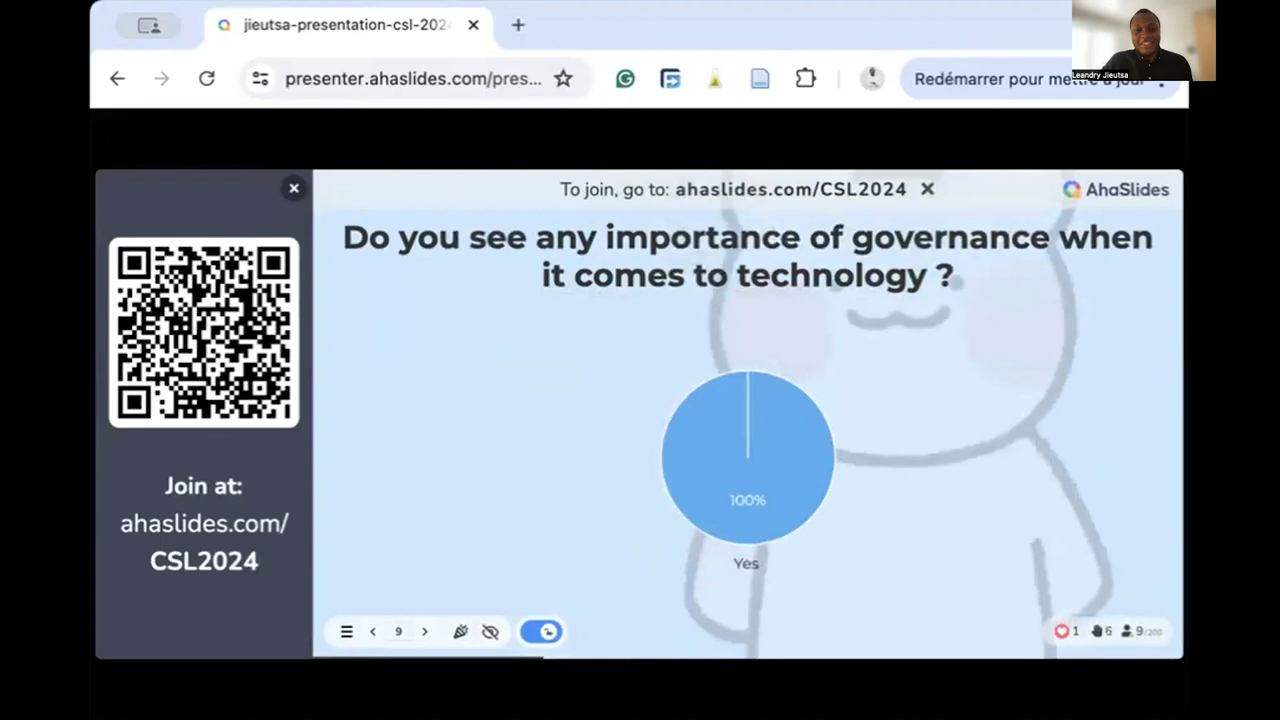 jieutsa-presentation-csl-202
Leandry Jieutsa
presenter.ahaslides.com/pres...
Redémarrer pour mettre à jour
To join, go to: ahaslides.com/CSL2024
AhaSlides
Do you see any importance of governance when
it comes to technology ?
100%
Yes
Join at:
ahaslides.com/
CSL2024
9
1
6
9/200